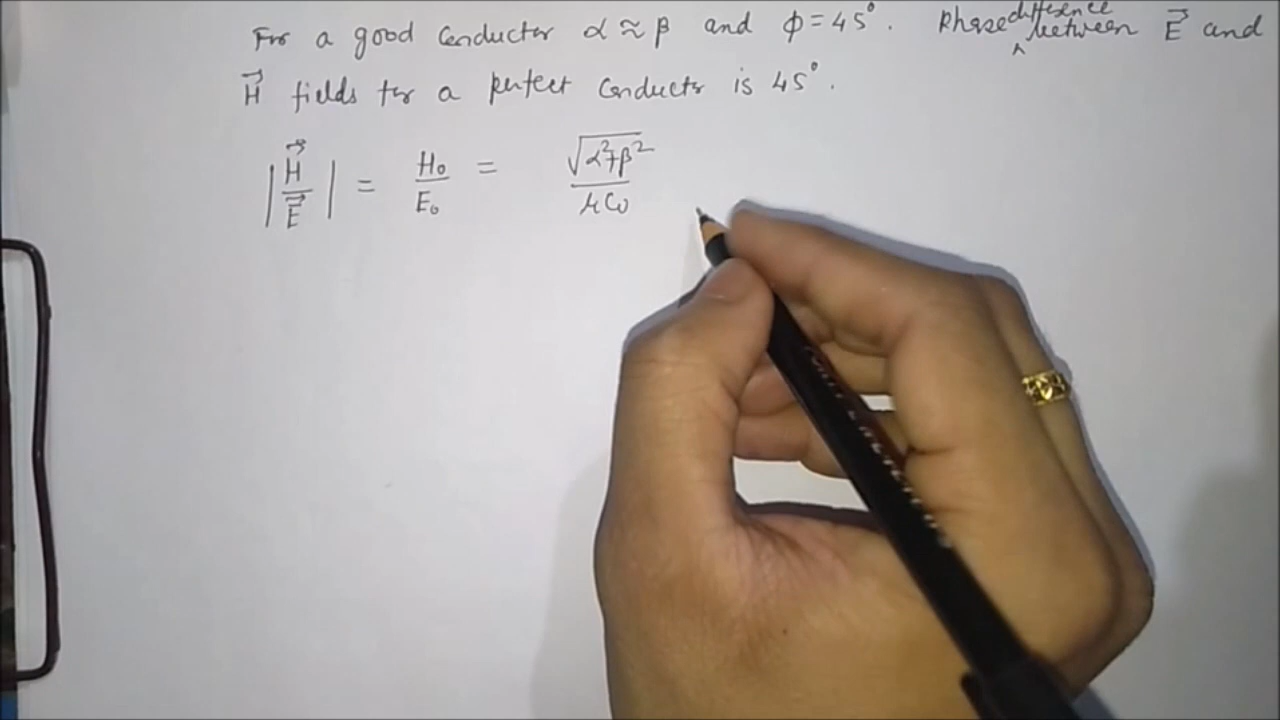 For a good conductor α ≈ β and φ = 45°. Phase difference between E⃗ and
H⃗ fields for a perfect conductor is 45°.
|H⃗/E⃗| = H₀/E₀ = √(α²+β²)/μω